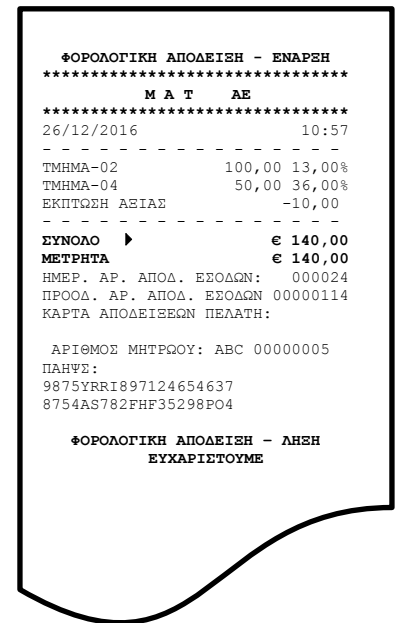 ΦΟΡΟΛΟΓΙΚΗ ΑΠΟΔΕΙΞΗ - ΕΝΑΡΞΗ
*********************************
Μ Α Τ ΑΕ
*********************************
26/12/2016 10:57
- - - - - - - - - - - - - - - - -
ΤΜΗΜΑ-02 100,00 13,00%
ΤΜΗΜΑ-04 50,00 36,00%
ΕΚΠΤΩΣΗ ΑΞΙΑΣ -10,00
- - - - - - - - - - - - - - - - -
ΣΥΝΟΛΟ € 140,00
ΜΕΤΡΗΤΑ € 140,00
ΗΜΕΡ. ΑΡ. ΑΠΟΔ. ΕΣΟΔΩΝ: 000024
ΠΡΟΟΔ. ΑΡ. ΑΠΟΔ. ΕΣΟΔΩΝ 00000114
ΚΑΡΤΑ ΑΠΟΔΕΙΞΕΩΝ ΠΕΛΑΤΗ:
ΑΡΙΘΜΟΣ ΜΗΤΡΩΟΥ: ABC 00000005
ΠΑΗΨΣ:
9875YRRI897124654637
8754AS782FHF35298PO4
ΦΟΡΟΛΟΓΙΚΗ ΑΠΟΔΕΙΞΗ – ΛΗΞΗ
ΕΥΧΑΡΙΣΤΟΥΜΕ